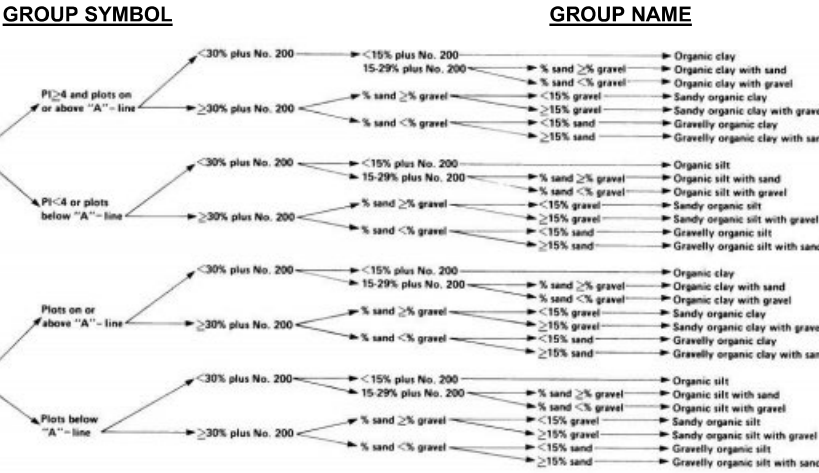 GROUP SYMBOL GROUP NAME
<30% plus No. 200 <15% plus No. 200 Organic clay
15-29% plus No. 200 % sand ≥% gravel Organic clay with sand
% sand <% gravel Organic clay with gravel
PI≥4 and plots on
or above "A"-line
≥30% plus No. 200 % sand ≥% gravel <15% gravel Sandy organic clay
≥15% gravel Sandy organic clay with grave
% sand <% gravel <15% sand Gravelly organic clay
≥15% sand Gravelly organic clay with san
<30% plus No. 200 <15% plus No. 200 Organic silt
15-29% plus No. 200 % sand ≥% gravel Organic silt with sand
% sand <% gravel Organic silt with gravel
PI<4 or plots
below "A"-line
≥30% plus No. 200 % sand ≥% gravel <15% gravel Sandy organic silt
≥15% gravel Sandy organic silt with gravel
% sand <% gravel <15% sand Gravelly organic silt
≥15% sand Gravelly organic silt with sand
<30% plus No. 200 <15% plus No. 200 Organic clay
15-29% plus No. 200 % sand ≥% gravel Organic clay with sand
% sand <% gravel Organic clay with gravel
Plots on or
above "A"-line
≥30% plus No. 200 % sand ≥% gravel <15% gravel Sandy organic clay
≥15% gravel Sandy organic clay with grave
% sand <% gravel <15% sand Gravelly organic clay
≥15% sand Gravelly organic clay with san
<30% plus No. 200 <15% plus No. 200 Organic silt
15-29% plus No. 200 % sand ≥% gravel Organic silt with sand
% sand <% gravel Organic silt with gravel
Plots below
"A"-line
≥30% plus No. 200 % sand ≥% gravel <15% gravel Sandy organic silt
≥15% gravel Sandy organic silt with gravel
% sand <% gravel <15% sand Gravelly organic silt
≥15% sand Gravelly organic silt with sand